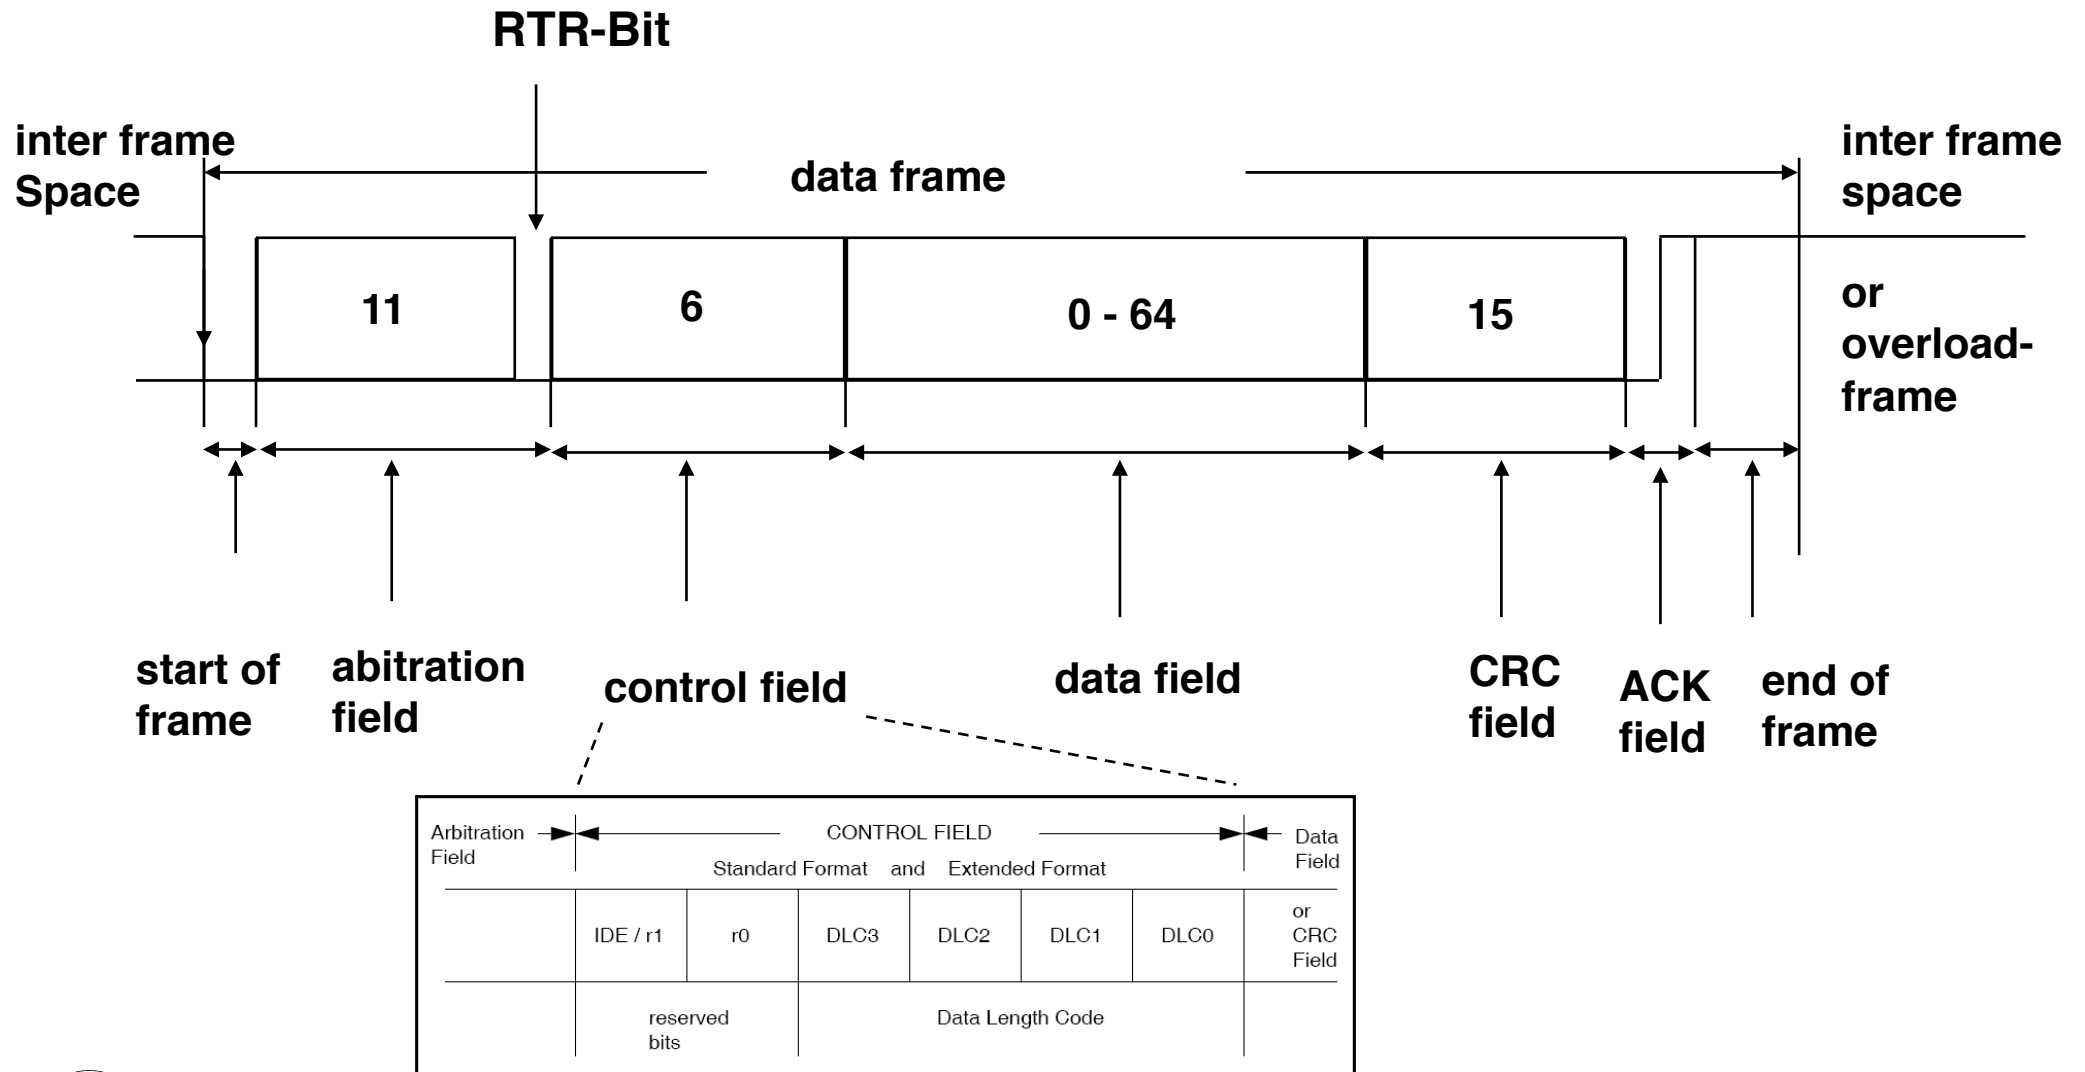 RTR-Bit
inter frame
Space
data frame
inter frame
space
11
6
0 - 64
15
or
overload-
frame
start of
frame
abitration
field
control field
data field
CRC
field
ACK
field
end of
frame
Arbitration
Field
CONTROL FIELD
Data
Field
Standard Format and Extended Format
IDE / r1
r0
DLC3
DLC2
DLC1
DLC0
or
CRC
Field
reserved
bits
Data Length Code